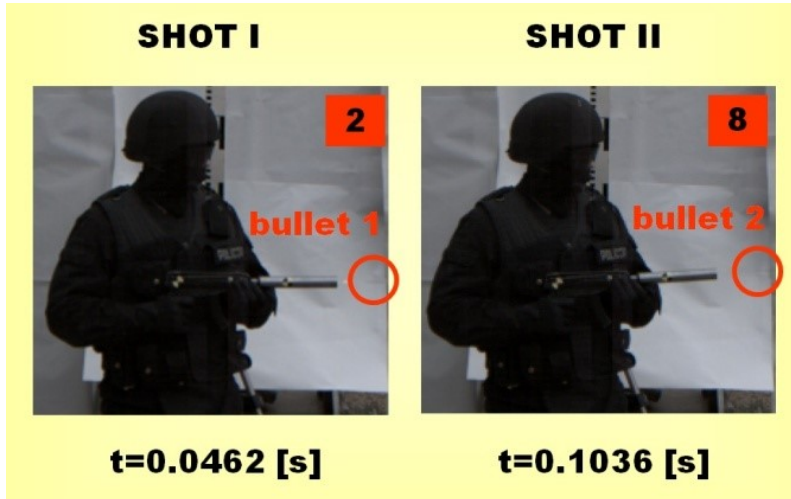 SHOT I
SHOT II
2
8
bullet 1
bullet 2
t=0.0462 [s]
t=0.1036 [s]